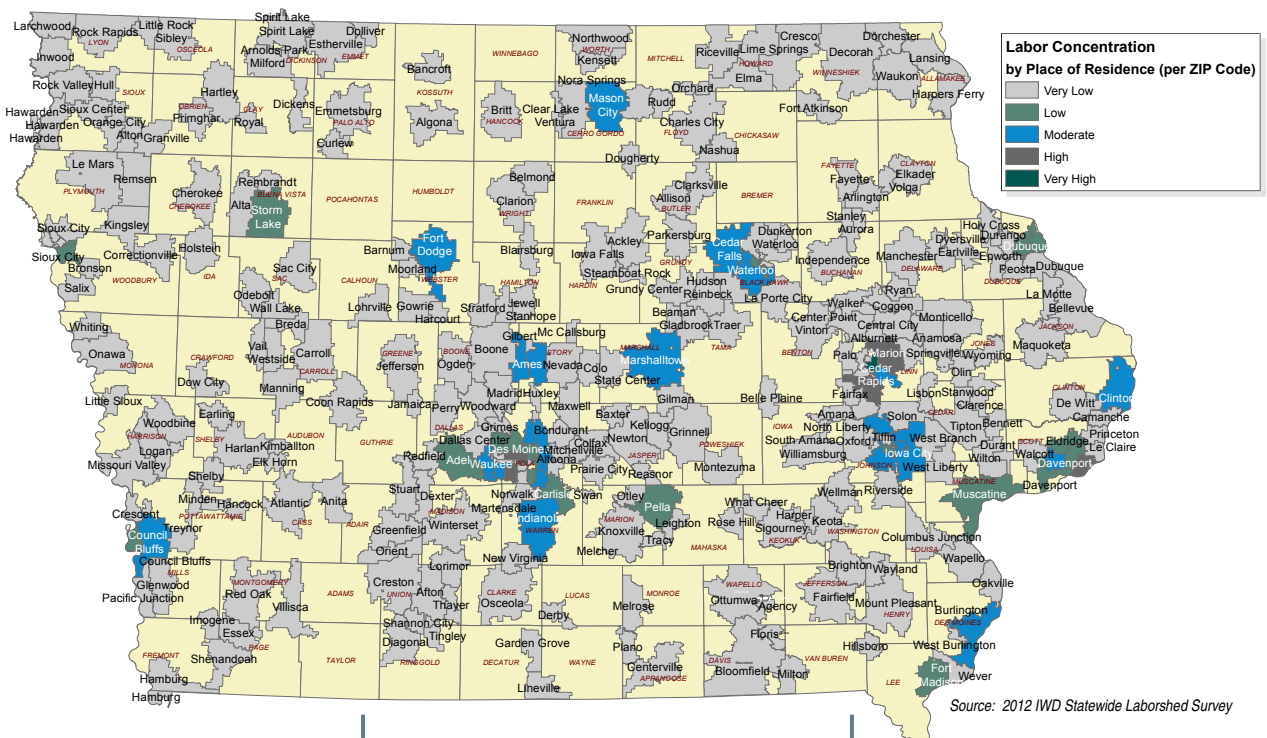 Labor Concentration
by Place of Residence (per ZIP Code)
Very Low
Low
Moderate
High
Very High
Larchwood
Rock Rapids
LYON
Little Rock
Sibley
OSCEOLA
Spirit Lake
Spirit Lake
Dolliver
Arnolds Park
Estherville
Milford
DICKINSON
EMMET
Inwood
WINNEBAGO
Northwood
WORTH
Kensett
MITCHELL
Riceville
Lime Springs
HOWARD
Elma
Cresco
Decorah
WINNESHIEK
Dorchester
Lansing
Waukon
ALLAMAKEE
Harpers Ferry
Bancroft
KOSSUTH
Algona
Rock Valley
Hull
SIOUX
Hartley
OBRIEN
Primghar
CLAY
Royal
Dickens
Emmetsburg
PALO ALTO
Curlew
Britt
HANCOCK
Clear Lake
Ventura
Nora Springs
Mason
City
CERRO GORDO
Rudd
Orchard
Charles City
FLOYD
Nashua
CHICKASAW
Fort Atkinson
Hawarden
Hawarden
Hawarden
Sioux Center
Orange City
Alton
Granville
Dougherty
Le Mars
Remsen
PLYMOUTH
Kingsley
Cherokee
CHEROKEE
Rembrandt
BUENA VISTA
Alta
Storm
Lake
POCAHONTAS
HUMBOLDT
Belmond
Clarion
WRIGHT
FRANKLIN
Clarksville
Allison
BUTLER
BREMER
FAYETTE
Fayette
Arlington
Stanley
Aurora
CLAYTON
Elkader
Volga
Sioux City
Sioux City
Bronson
Salix
Correctionville
WOODBURY
Holstein
IDA
Sac City
SAC
Odebolt
Wall Lake
CALHOUN
Barnum
Fort
Dodge
Moorland
WEBSTER
Lohrville
Gowrie
Harcourt
Blairsburg
HAMILTON
Stratford
Jewell
Stanhope
Ackley
Iowa Falls
Steamboat Rock
HARDIN
Parkersburg
GRUNDY
Grundy Center
Cedar
Falls
Dunkerton
Waterloo
Waterloo
BLACK HAWK
Hudson
Reinbeck
La Porte City
Independence
BUCHANAN
Manchester
DELAWARE
Dyersville
Earlville
Holy Cross
Durango
Epworth
Dubuque
Peosta
Dubuque
DUBUQUE
La Motte
Bellevue
JACKSON
Maquoketa
Whiting
Onawa
MONONA
CRAWFORD
Dow City
Vail
Westside
Breda
Carroll
CARROLL
Manning
Coon Rapids
GREENE
Jefferson
Jamaica
BOONE
Ogden
Boone
Gilbert
STORY
Ames
Nevada
Mc Callsburg
Colo
State Center
Madrid
Huxley
Maxwell
MARSHALL
Marshalltown
Beaman
Gladbrook
Traer
TAMA
Gilman
BENTON
Vinton
Center Point
Walker
Ryan
Coggon
Central City
Alburnett
Monticello
Anamosa
JONES
Wyoming
Springville
Olin
Palo
Marion
LINN
Cedar
Rapids
Fairfax
Lisbon
Stanwood
Clarence
CLINTON
De Witt
Clinton
Camanche
Little Sioux
Woodbine
HARRISON
Logan
Missouri Valley
Earling
SHELBY
Harlan
Kimballton
Elk Horn
Shelby
AUDUBON
GUTHRIE
Perry
Woodward
DALLAS
Dallas Center
Grimes
Redfield
Adel
Waukee
Des Moines
POLK
Bondurant
Mitchellville
Altoona
Colfax
Baxter
Newton
Kellogg
JASPER
Prairie City
Reasnor
Grinnell
POWESHIEK
Montezuma
Belle Plaine
IOWA
Amana
South Amana
Williamsburg
North Liberty
Oxford
Tiffin
Solon
JOHNSON
Iowa City
West Branch
West Liberty
CEDAR
Tipton
Bennett
Durant
Wilton
SCOTT
Walcott
Eldridge
Davenport
Davenport
Princeton
Le Claire
MUSCATINE
Muscatine
Crescent
Council
Bluffs
Council Bluffs
Minden
Hancock
POTTAWATTAMIE
Treynor
Atlantic
CASS
Anita
ADAIR
Stuart
Dexter
MADISON
Greenfield
Winterset
Orient
Lorimor
Norwalk
Martensdale
Carlisle
Swan
Indianola
WARREN
New Virginia
Otley
Pella
MARION
Knoxville
Leighton
Tracy
Melcher
MAHASKA
What Cheer
Rose Hill
Sigourney
KEOKUK
Harper
Keota
Wellman
Riverside
WASHINGTON
Columbus Junction
LOUISA
Wapello
MILLS
Glenwood
Pacific Junction
MONTGOMERY
Red Oak
Villisca
ADAMS
Creston
UNION
Afton
Thayer
Shannon City
Tingley
Diagonal
CLARKE
Osceola
LUCAS
Derby
MONROE
Melrose
WAPELLO
Ottumwa
Agency
JEFFERSON
Fairfield
Brighton
Wayland
Mount Pleasant
HENRY
Oakville
Burlington
DES MOINES
West Burlington
Imogene
Essex
PAGE
Shenandoah
FREMONT
Hamburg
Hamburg
TAYLOR
RINGGOLD
DECATUR
Garden Grove
WAYNE
Lineville
Plano
Centerville
APPANOOSE
DAVIS
Floris
Bloomfield
Milton
VAN BUREN
Hillsboro
LEE
Fort
Madison
Wever
Source: 2012 IWD Statewide Laborshed Survey